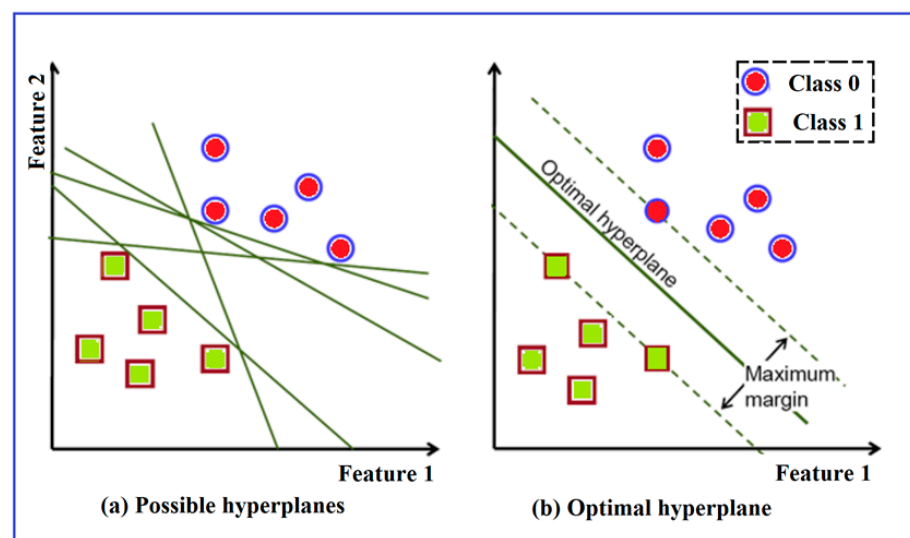 Feature 2
Feature 1
(a) Possible hyperplanes
Class 0
Class 1
Optimal hyperplane
Maximum
margin
Feature 1
(b) Optimal hyperplane